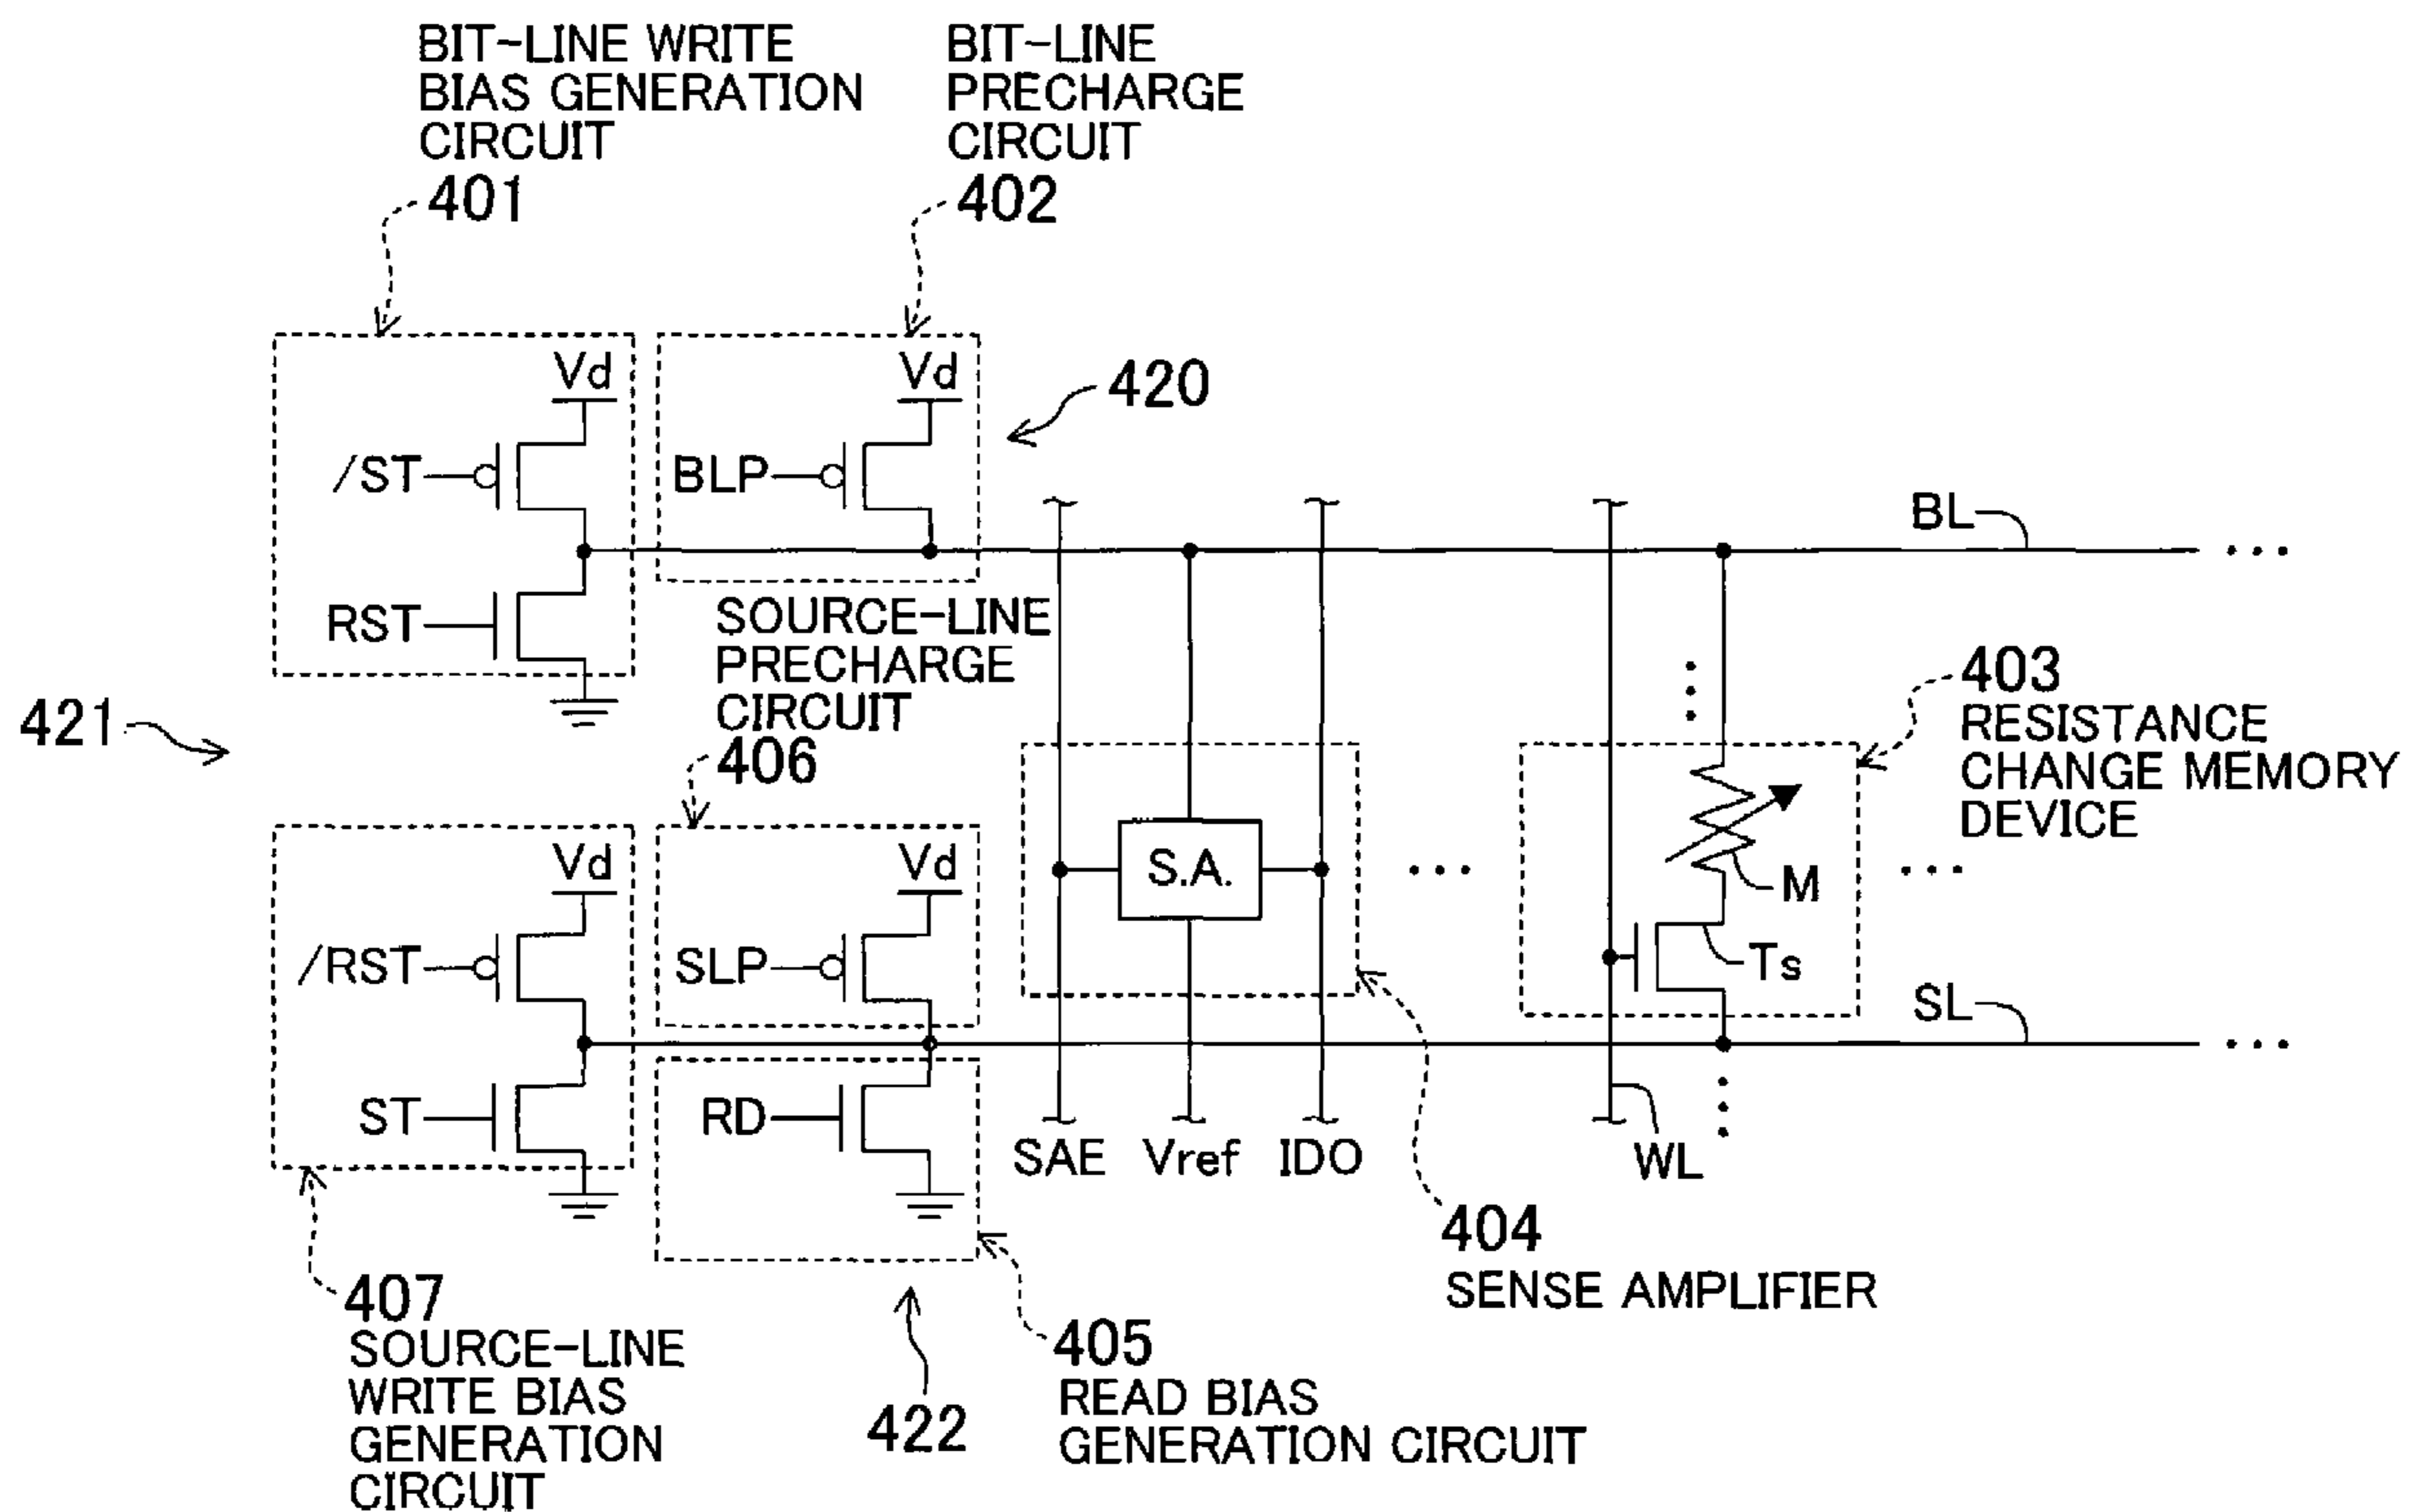 BIT-LINE WRITE
BIAS GENERATION
CIRCUIT
401
BIT-LINE
PRECHARGE
CIRCUIT
402
Vd
Vd
420
/ST
BLP
BL
RST
SOURCE-LINE
PRECHARGE
CIRCUIT
406
421
403
RESISTANCE
CHANGE MEMORY
DEVICE
Vd
Vd
S.A.
M
/RST
SLP
Ts
SL
ST
RD
SAE
Vref
IDO
WL
404
SENSE AMPLIFIER
407
SOURCE-LINE
WRITE BIAS
GENERATION
CIRCUIT
422
405
READ BIAS
GENERATION CIRCUIT